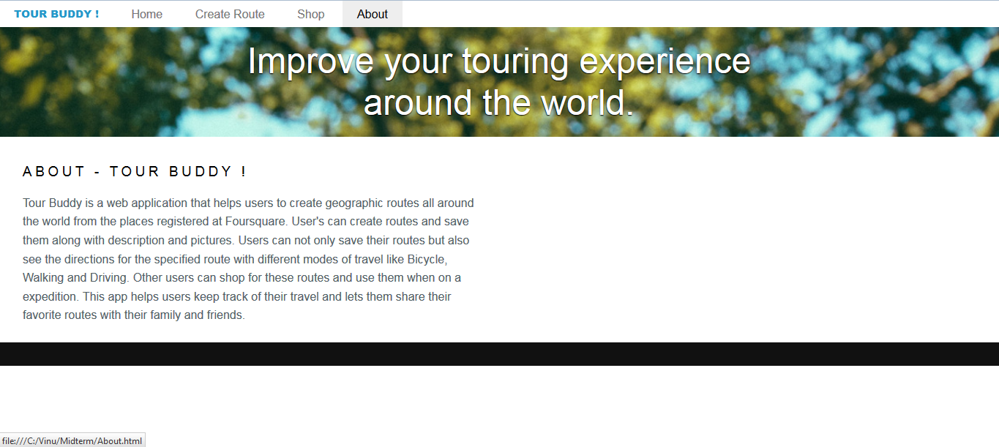 TOUR BUDDY ! Home Create Route Shop About
Improve your touring experience
around the world.
ABOUT - TOUR BUDDY !
Tour Buddy is a web application that helps users to create geographic routes all around
the world from the places registered at Foursquare. User's can create routes and save
them along with description and pictures. Users can not only save their routes but also
see the directions for the specified route with different modes of travel like Bicycle,
Walking and Driving. Other users can shop for these routes and use them when on a
expedition. This app helps users keep track of their travel and lets them share their
favorite routes with their family and friends.
file:///C:/Vinu/Midterm/About.html